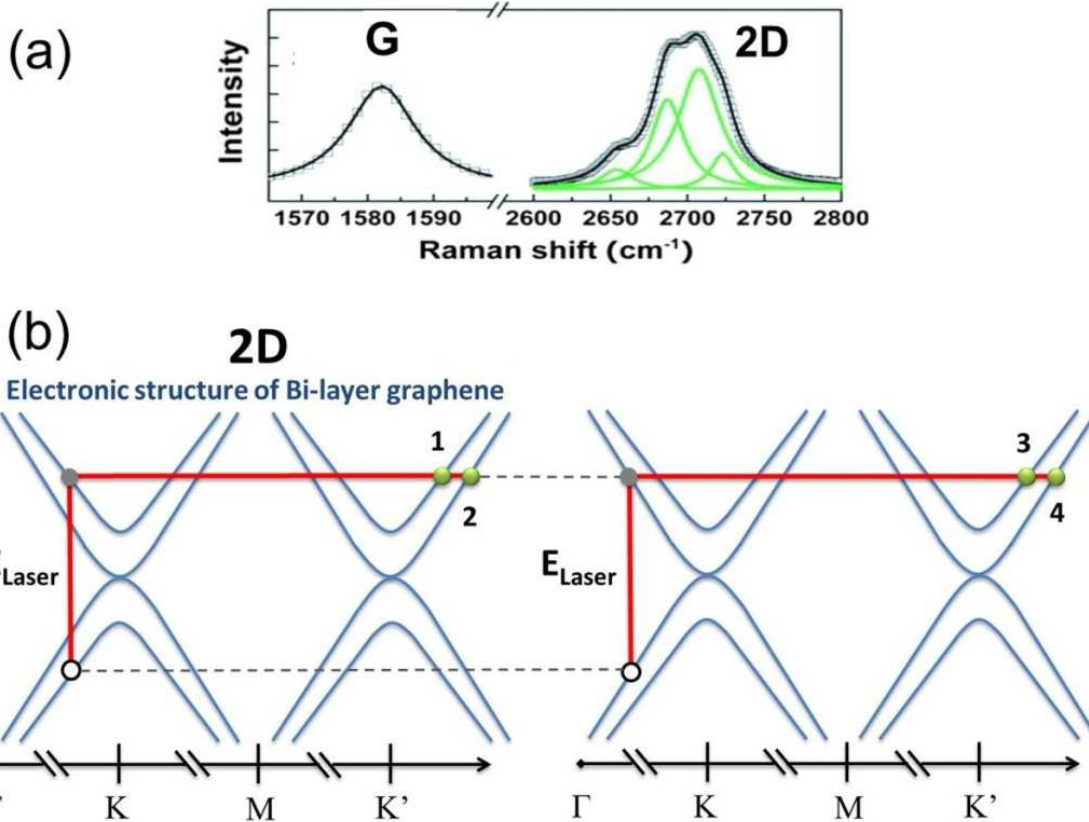 (a)
G
2D
Intensity
1570 1580 1590 2600 2650 2700 2750 2800
Raman shift (cm⁻¹)
(b)
2D
Electronic structure of Bi-layer graphene
1
2
3
4
Laser
E Laser
K M K'
Γ K M K'